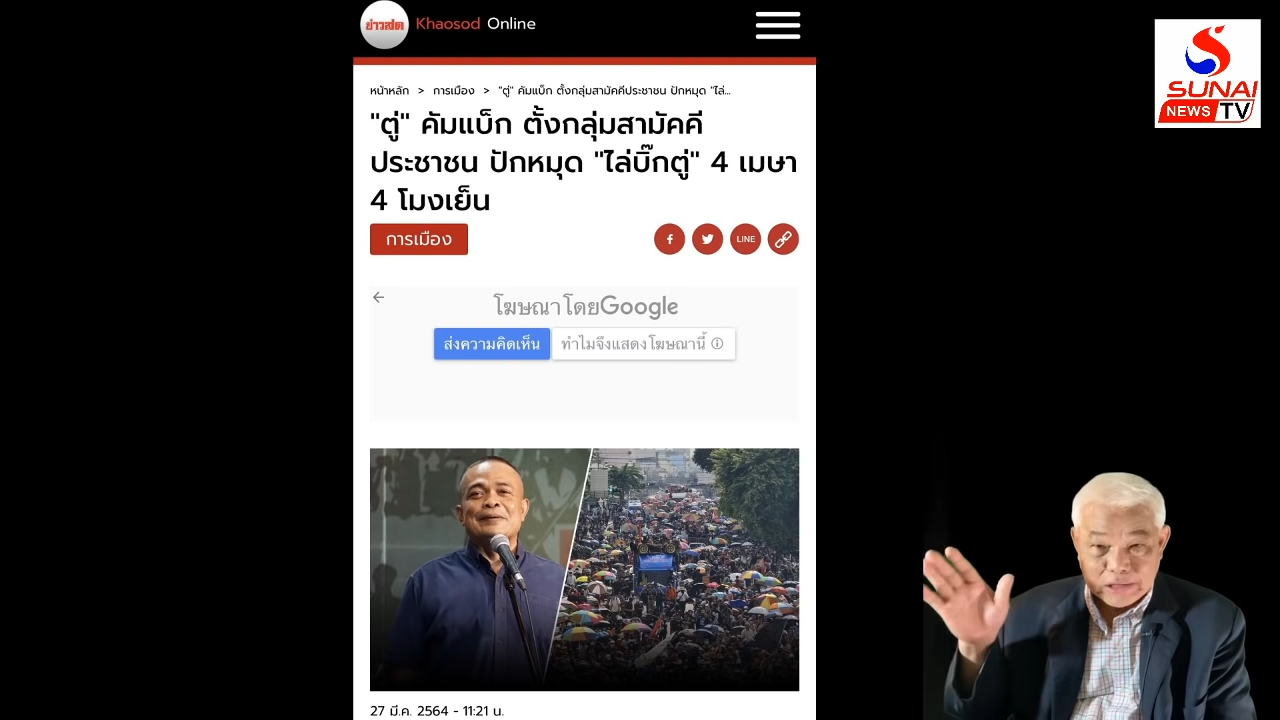 ข่าวสด Khaosod Online
SUNAI
NEWS TV
หน้าหลัก > การเมือง > "ตู่" คัมแบ็ก ตั้งกลุ่มสามัคคีประชาชน ปักหมุด "ไล่...
"ตู่" คัมแบ็ก ตั้งกลุ่มสามัคคี
ประชาชน ปักหมุด "ไล่บิ๊กตู่" 4 เมษา
4 โมงเย็น
การเมือง
LINE
โฆษณาโดยGoogle
ส่งความคิดเห็น ทำไมจึงแสดงโฆษณานี้
27 มี.ค. 2564 - 11:21 น.